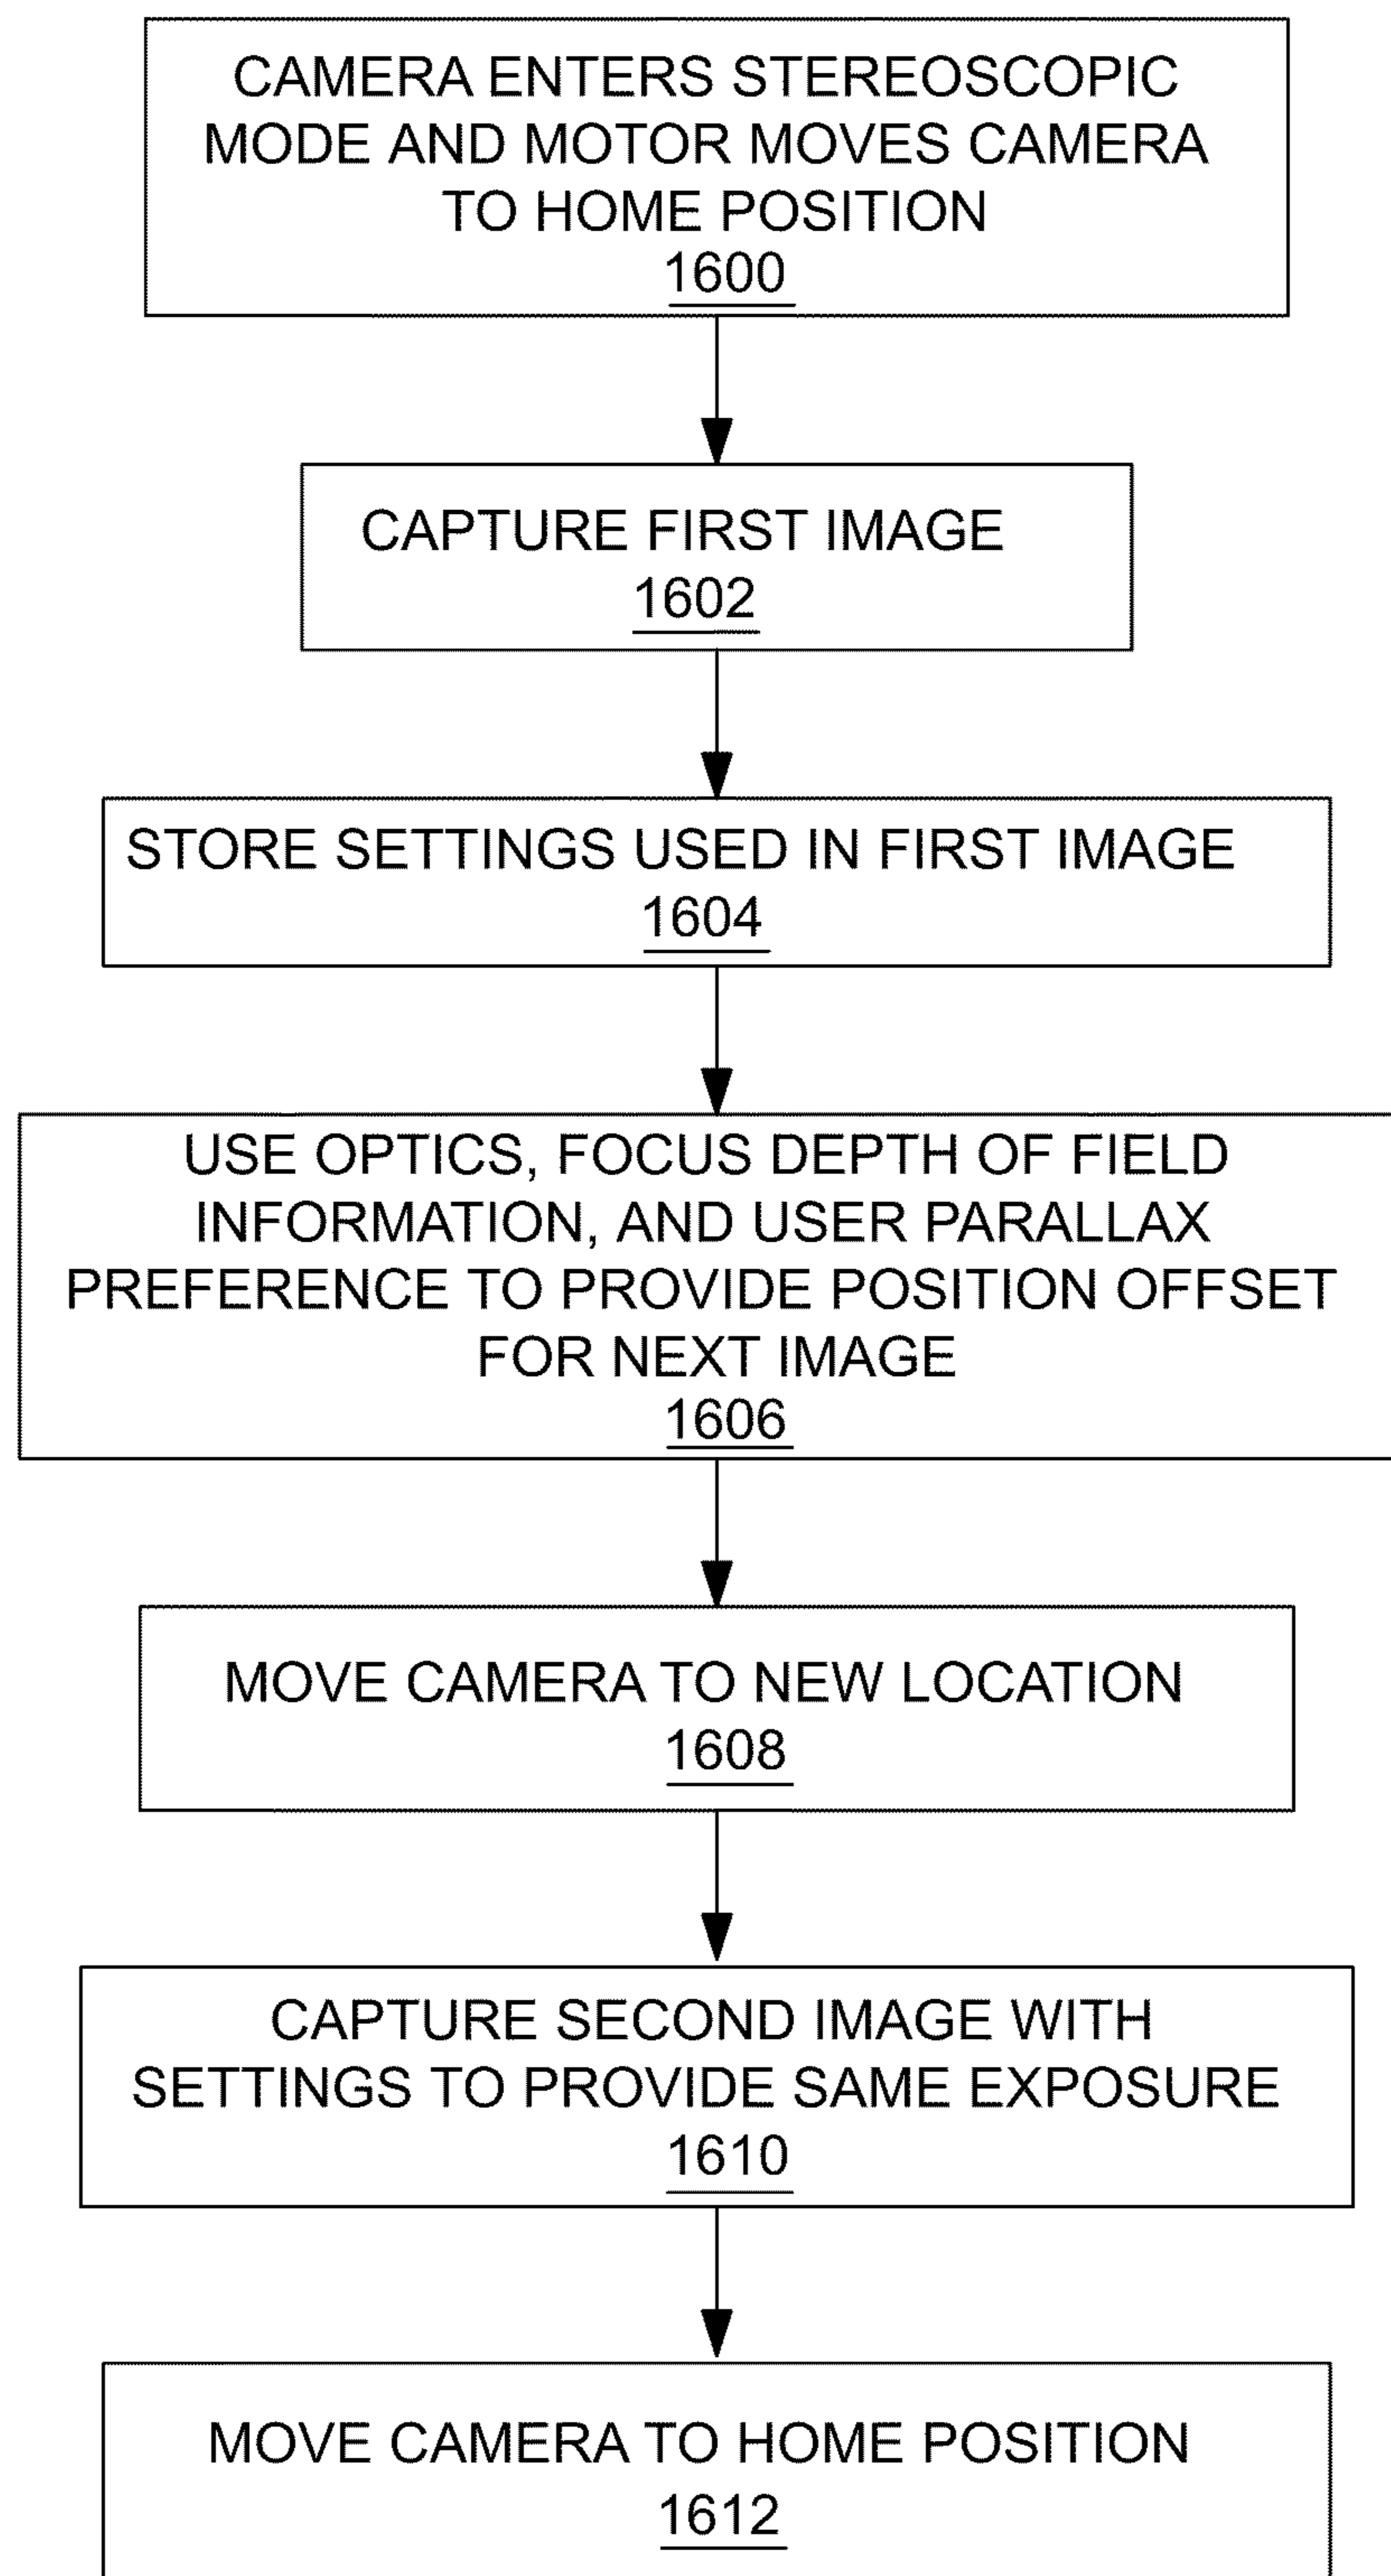 CAMERA ENTERS STEREOSCOPIC
MODE AND MOTOR MOVES CAMERA
TO HOME POSITION
1600
CAPTURE FIRST IMAGE
1602
STORE SETTINGS USED IN FIRST IMAGE
1604
USE OPTICS, FOCUS DEPTH OF FIELD
INFORMATION, AND USER PARALLAX
PREFERENCE TO PROVIDE POSITION OFFSET
FOR NEXT IMAGE
1606
MOVE CAMERA TO NEW LOCATION
1608
CAPTURE SECOND IMAGE WITH
SETTINGS TO PROVIDE SAME EXPOSURE
1610
MOVE CAMERA TO HOME POSITION
1612